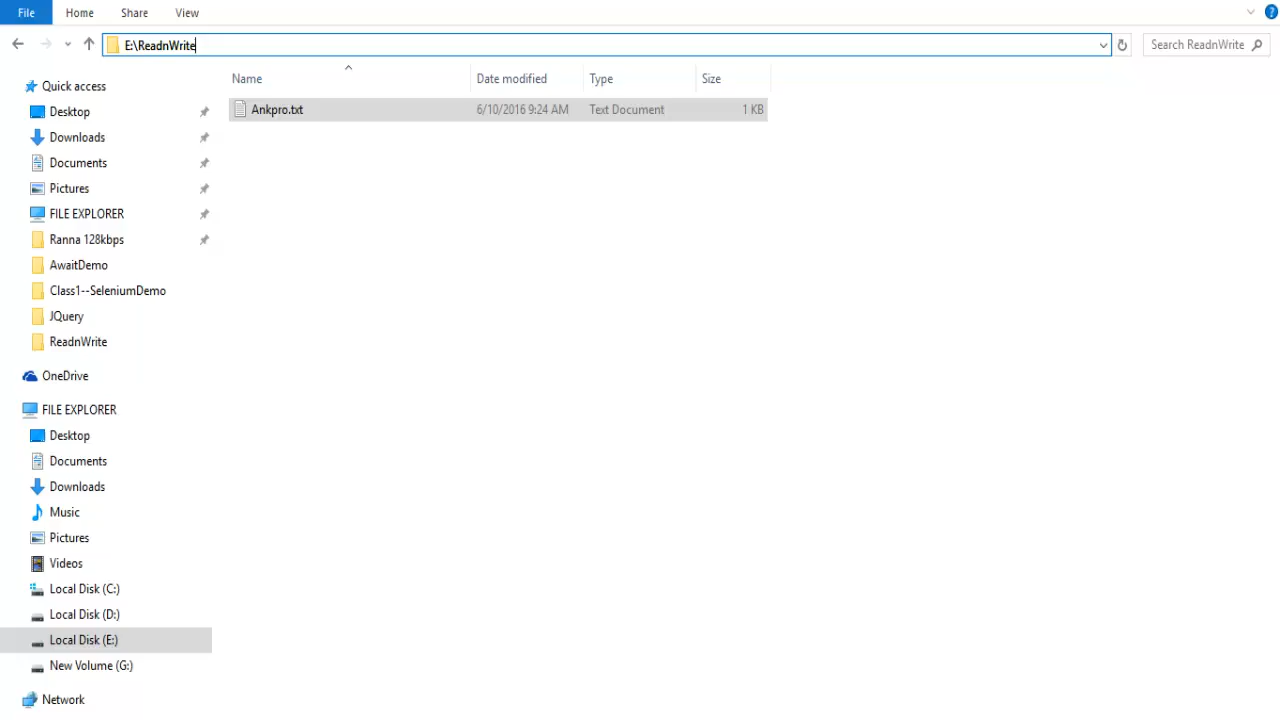 File Home Share View
E:\ReadnWrite Search ReadnWrite
Name Date modified Type Size
Ankpro.txt 6/10/2016 9:24 AM Text Document 1 KB
Quick access
Desktop
Downloads
Documents
Pictures
FILE EXPLORER
Ranna 128kbps
AwaitDemo
Class1--SeleniumDemo
JQuery
ReadnWrite
OneDrive
FILE EXPLORER
Desktop
Documents
Downloads
Music
Pictures
Videos
Local Disk (C:)
Local Disk (D:)
Local Disk (E:)
New Volume (G:)
Network